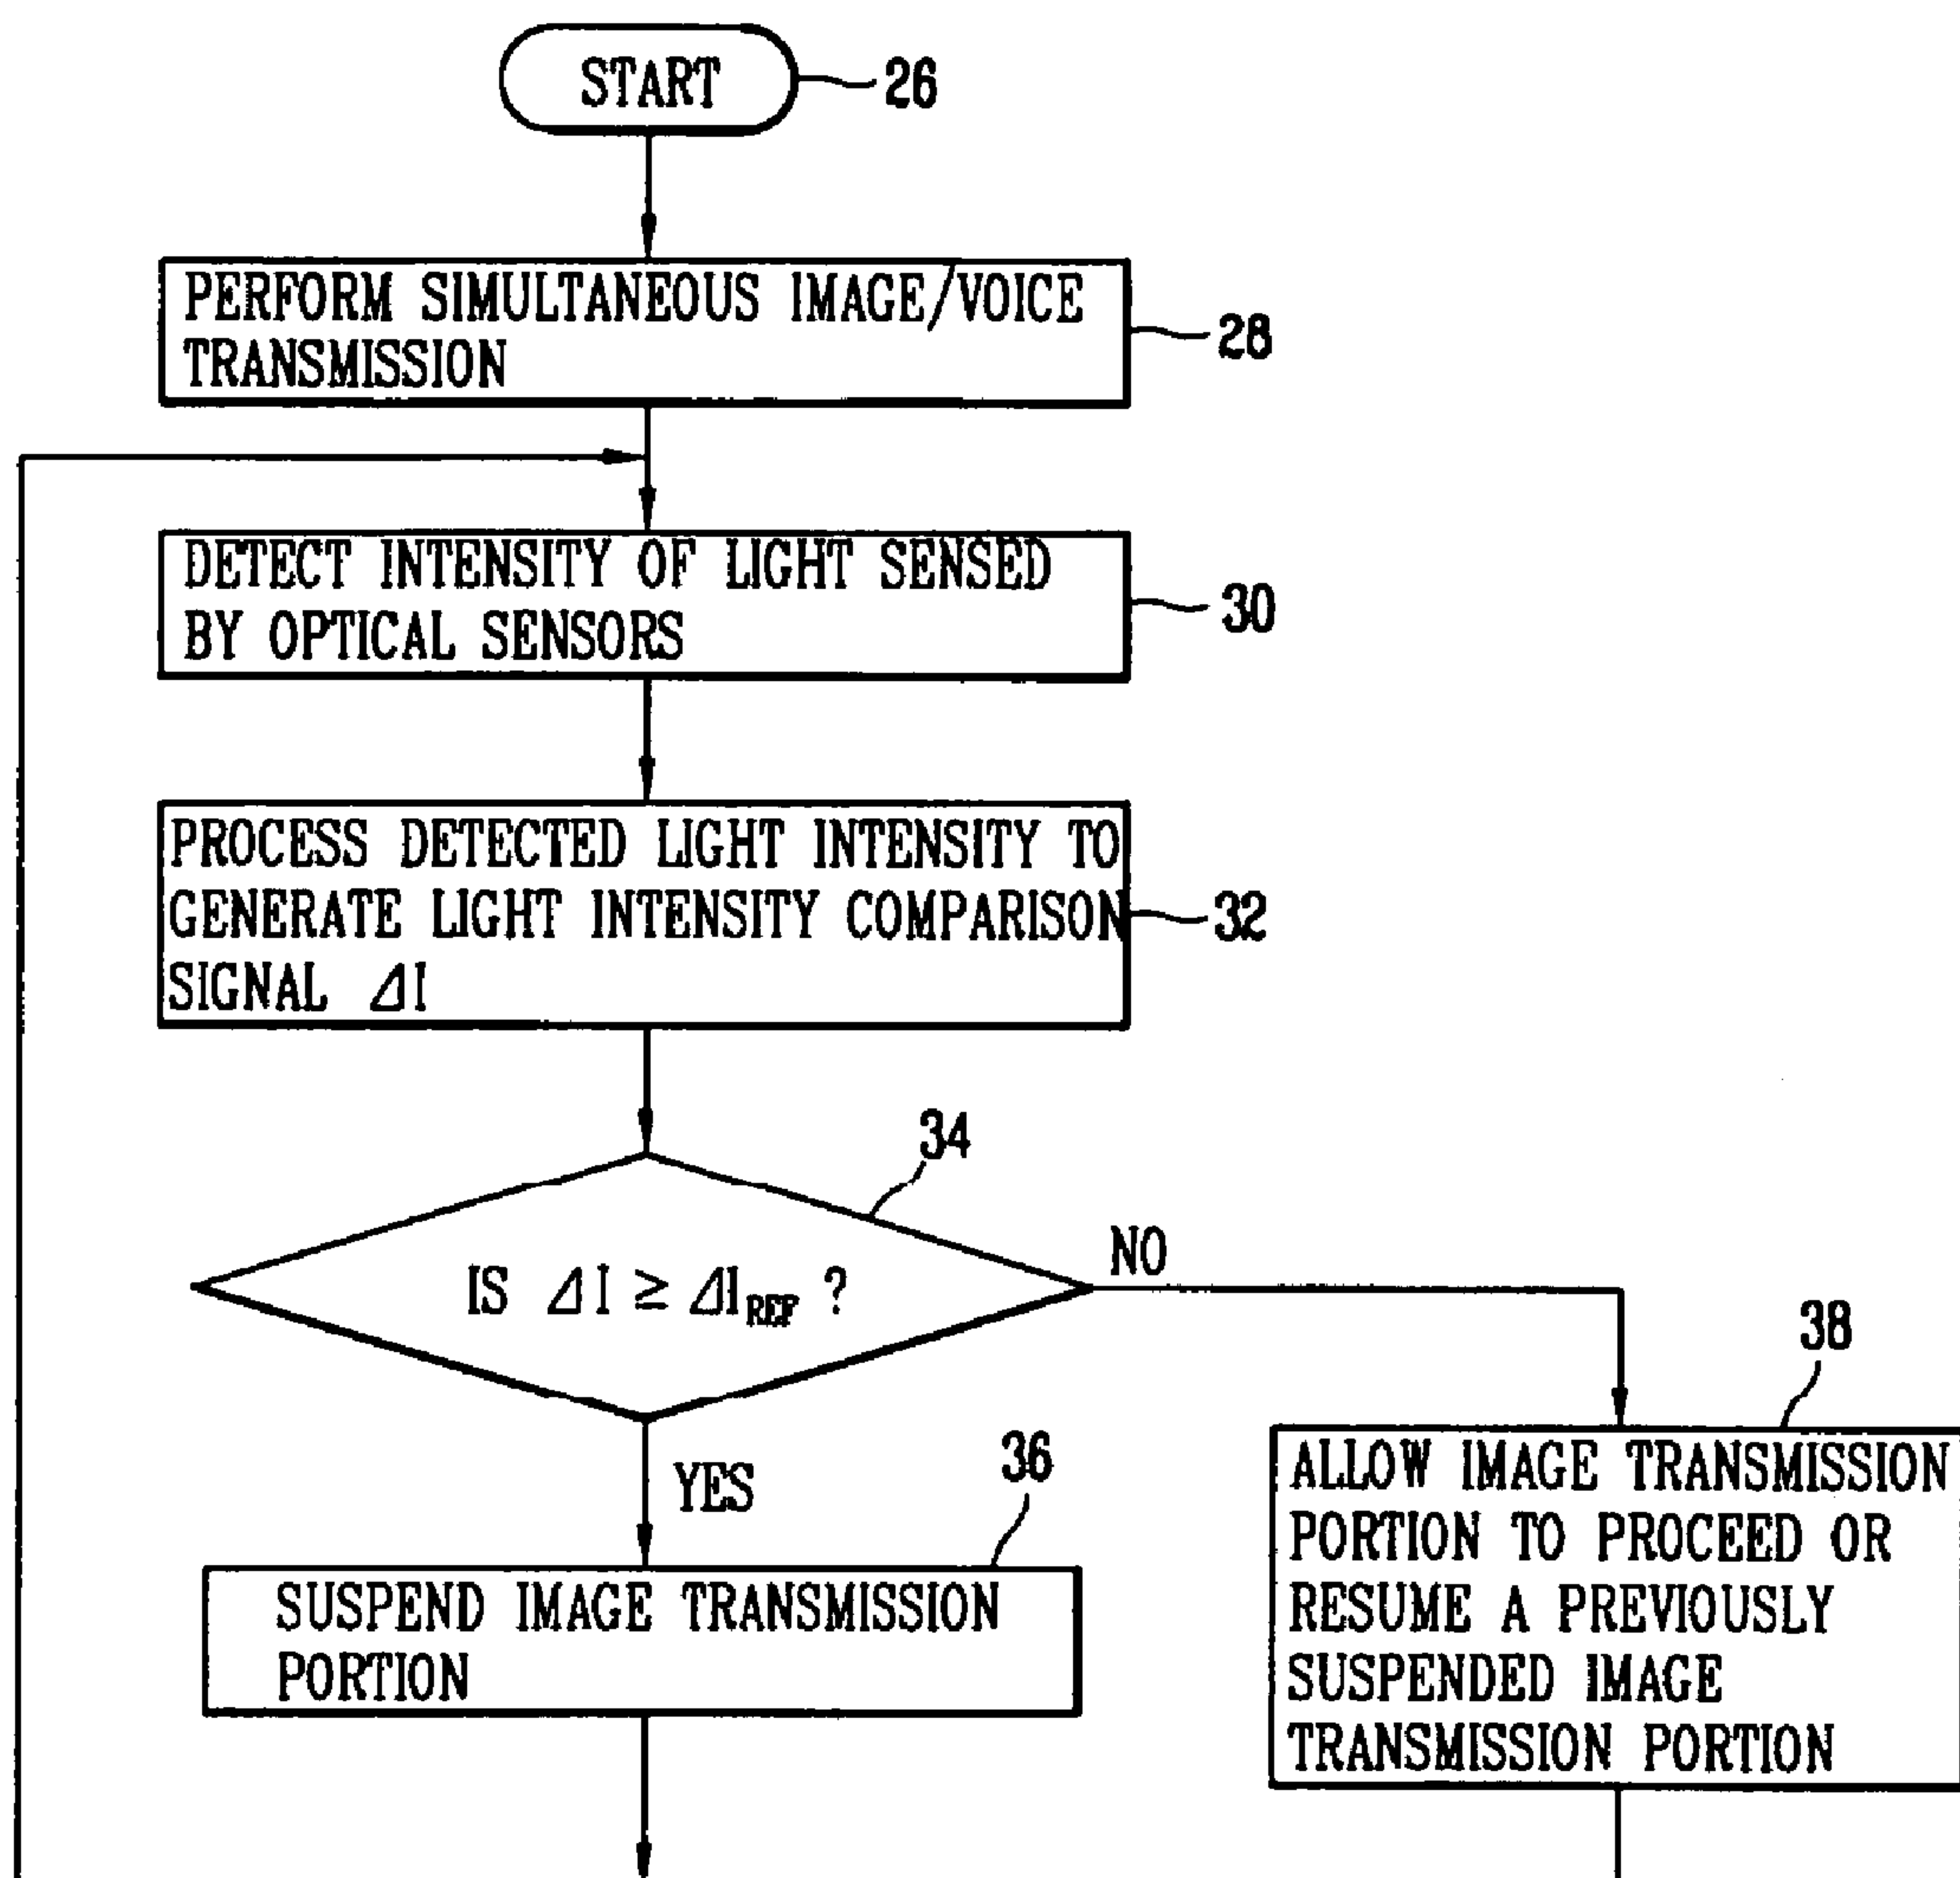 START
26
PERFORM SIMULTANEOUS IMAGE/VOICE
TRANSMISSION
28
DETECT INTENSITY OF LIGHT SENSED
BY OPTICAL SENSORS
30
PROCESS DETECTED LIGHT INTENSITY TO
GENERATE LIGHT INTENSITY COMPARISON
SIGNAL ΔI
32
34
IS ΔI ≥ ΔI_REF ?
NO
YES
36
SUSPEND IMAGE TRANSMISSION
PORTION
38
ALLOW IMAGE TRANSMISSION
PORTION TO PROCEED OR
RESUME A PREVIOUSLY
SUSPENDED IMAGE
TRANSMISSION PORTION